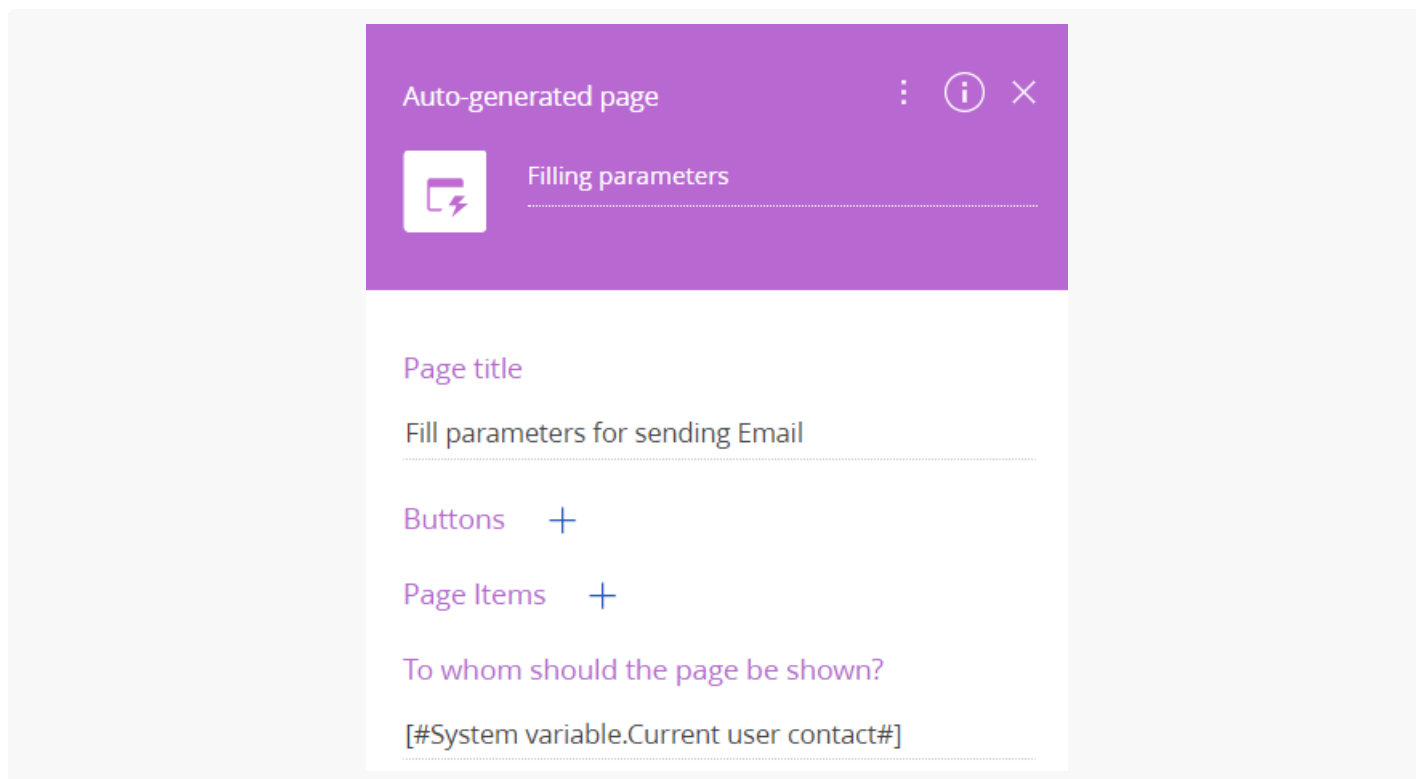 Auto-generated page
Filling parameters
Page title
Fill parameters for sending Email
Buttons
Page Items
To whom should the page be shown?
[#System variable.Current user contact#]